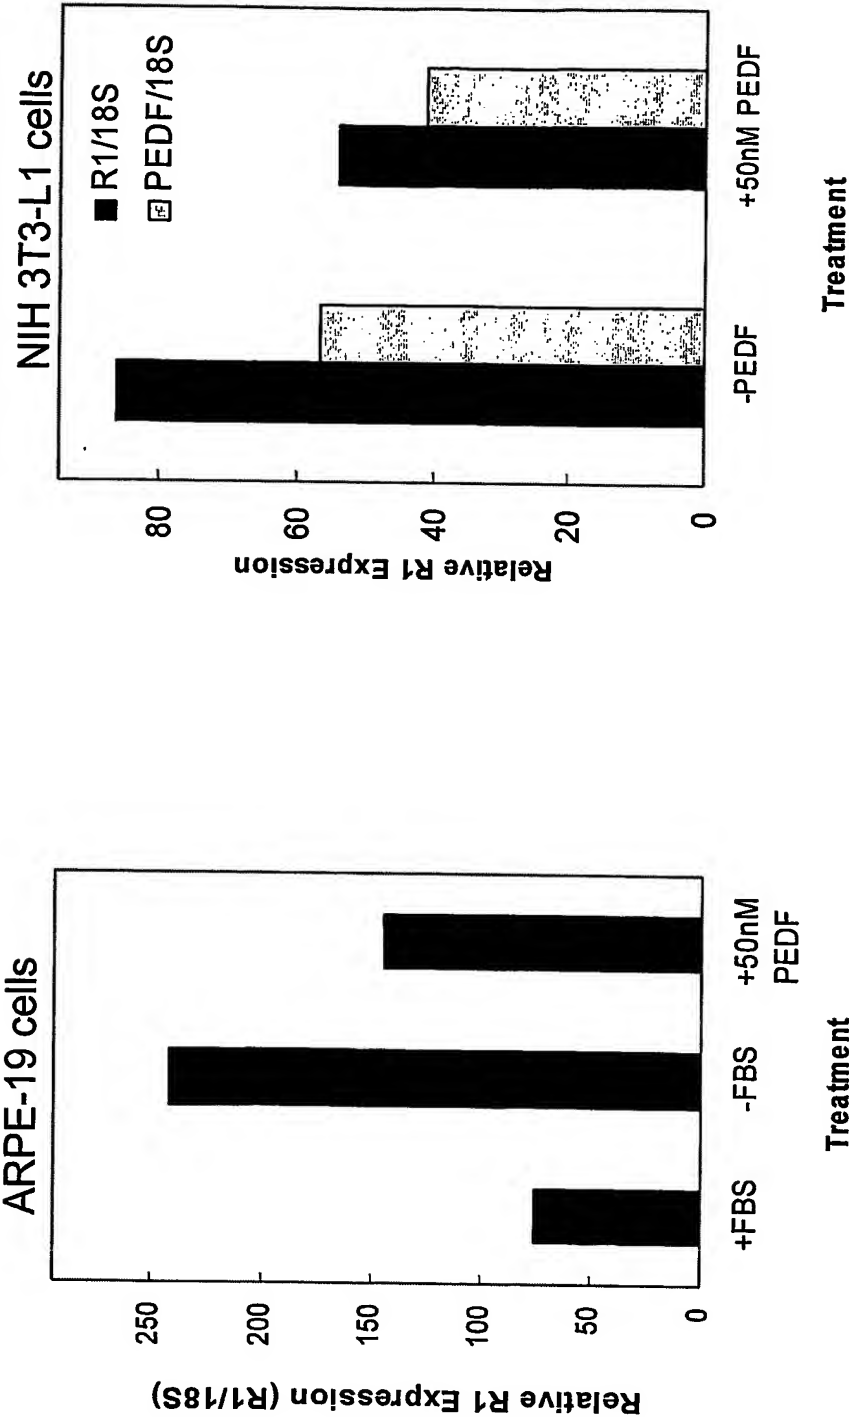 ARPE-19 cells
Relative R1 Expression (R1/18S)
250
200
150
100
50
0
+FBS
-FBS
+50nM
PEDF
Treatment
NIH 3T3-L1 cells
R1/18S
PEDF/18S
Relative R1 Expression
80
60
40
20
0
-PEDF
+50nM PEDF
Treatment